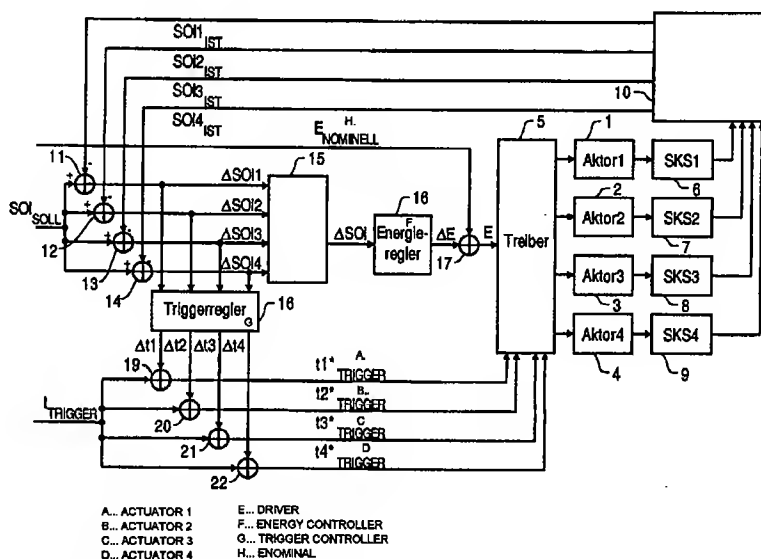 SOI1 IST
SOI2 IST
SOI3 IST
SOI4 IST
H.
E NOMINELL
10
5
1
11
15
16
Aktor1
SKS1
6
ΔSOI1
SOI SOLL
ΔSOI2
2
Aktor2
SKS2
7
12
ΔSOI3
ΔSOI
F
Energie-
regler
ΔE
17
E
Treiber
13
ΔSOI4
Aktor3
SKS3
3
8
14
Triggerregler
G
16
Aktor4
SKS4
4
9
Δt1
Δt2
Δt3
Δt4
19
t1* TRIGGER
A.
t TRIGGER
20
t2* TRIGGER
B..
21
t3* TRIGGER
C
22
t4* TRIGGER
D
A... ACTUATOR 1
B... ACTUATOR 2
C... ACTUATOR 3
D... ACTUATOR 4
E... DRIVER
F... ENERGY CONTROLLER
G... TRIGGER CONTROLLER
H... ENOMINAL